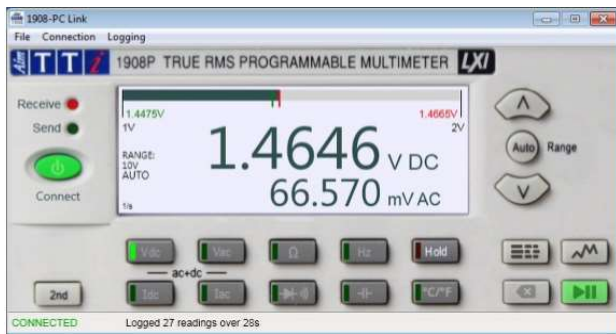 1908-PC Link
File Connection Logging
Aim TTi 1908P TRUE RMS PROGRAMMABLE MULTIMETER LXI
Receive
Send
Connect
1.4475V 1.4665V
1V 2V
RANGE:
10V
AUTO
1.4646 V DC
66.570 mV AC
1/s
Auto Range
Vdc Vac Ω Hz Hold
ac+dc
2nd Idc Iac °C/°F
CONNECTED Logged 27 readings over 28s